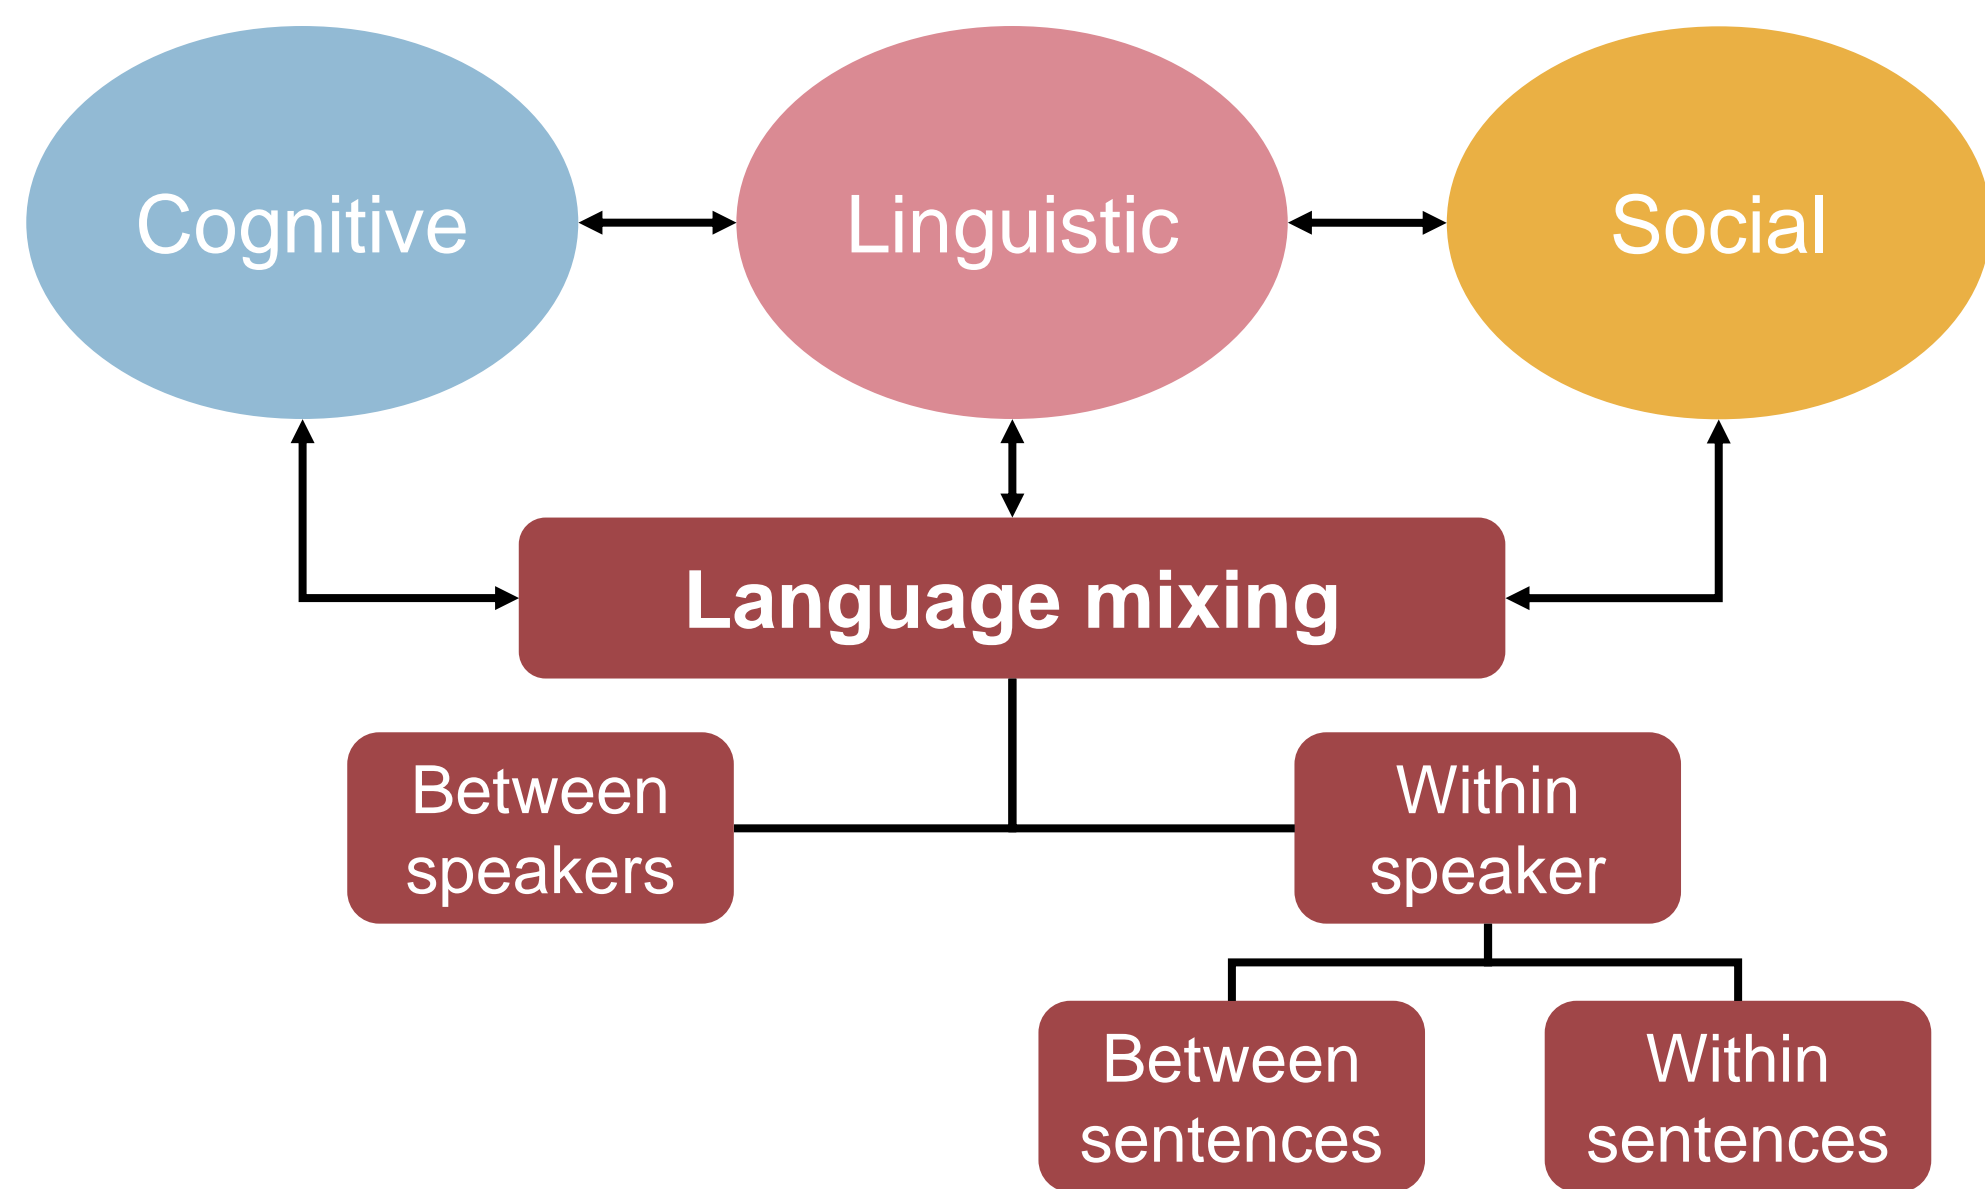 Cognitive
Linguistic
Social
Language mixing
Between
speakers
Within
speaker
Between
sentences
Within
sentences